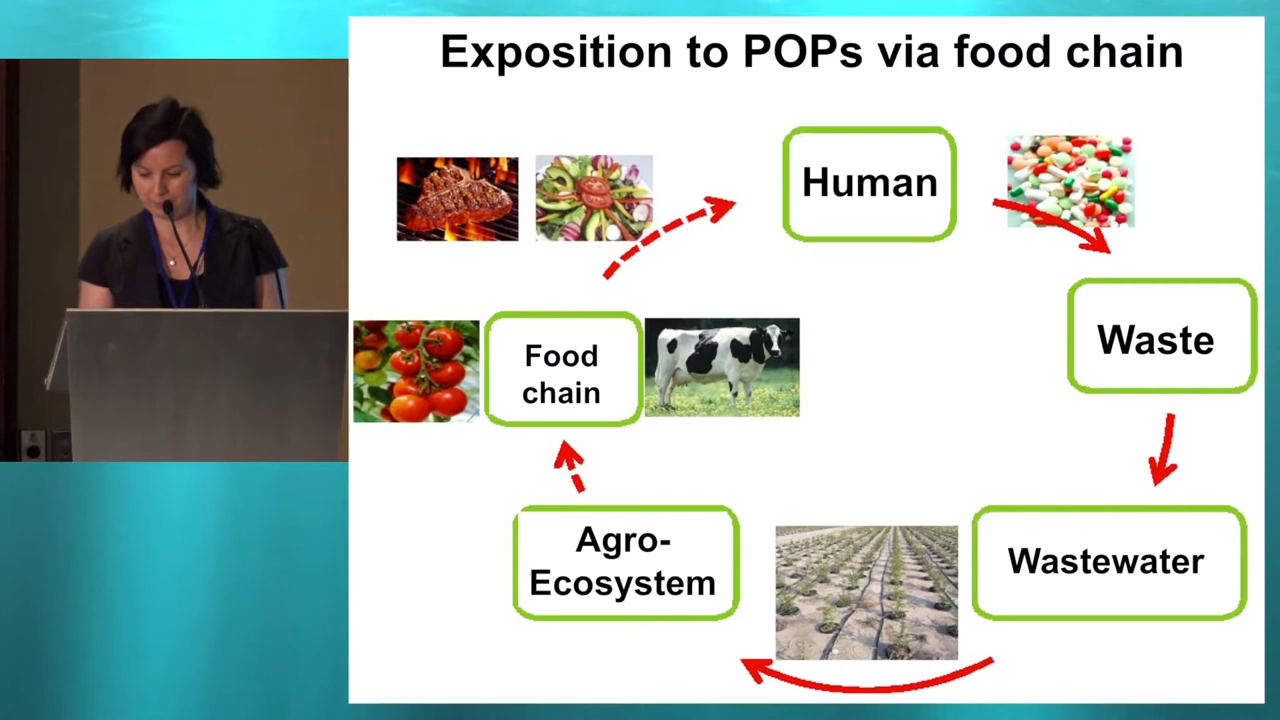 Exposition to POPs via food chain
Human
Waste
Food
chain
Agro-
Ecosystem
Wastewater